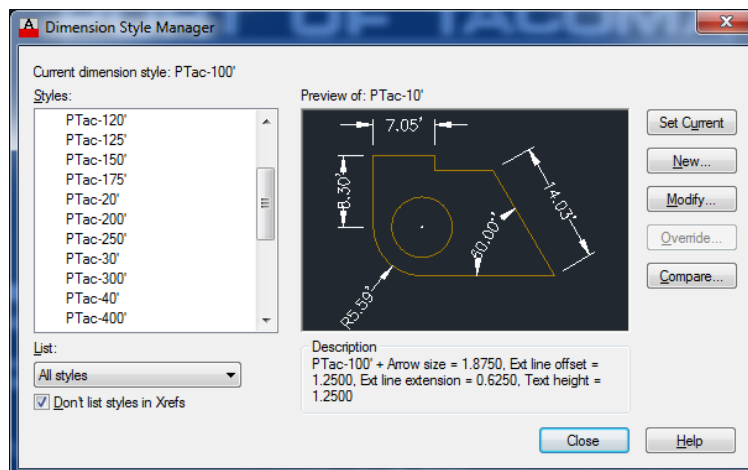 PORT OF TACOMA
Dimension Style Manager
Current dimension style: PTac-100'
Styles:
PTac-120'
PTac-125'
PTac-150'
PTac-175'
PTac-20'
PTac-200'
PTac-250'
PTac-30'
PTac-300'
PTac-40'
PTac-400'
List:
All styles
Don't list styles in Xrefs
Preview of: PTac-10'
7.05'
8.30'
14.03'
60.00°
R5.59'
Description
PTac-100' + Arrow size = 1.8750, Ext line offset =
1.2500, Ext line extension = 0.6250, Text height =
1.2500
Set Current
New...
Modify...
Override...
Compare...
Close
Help